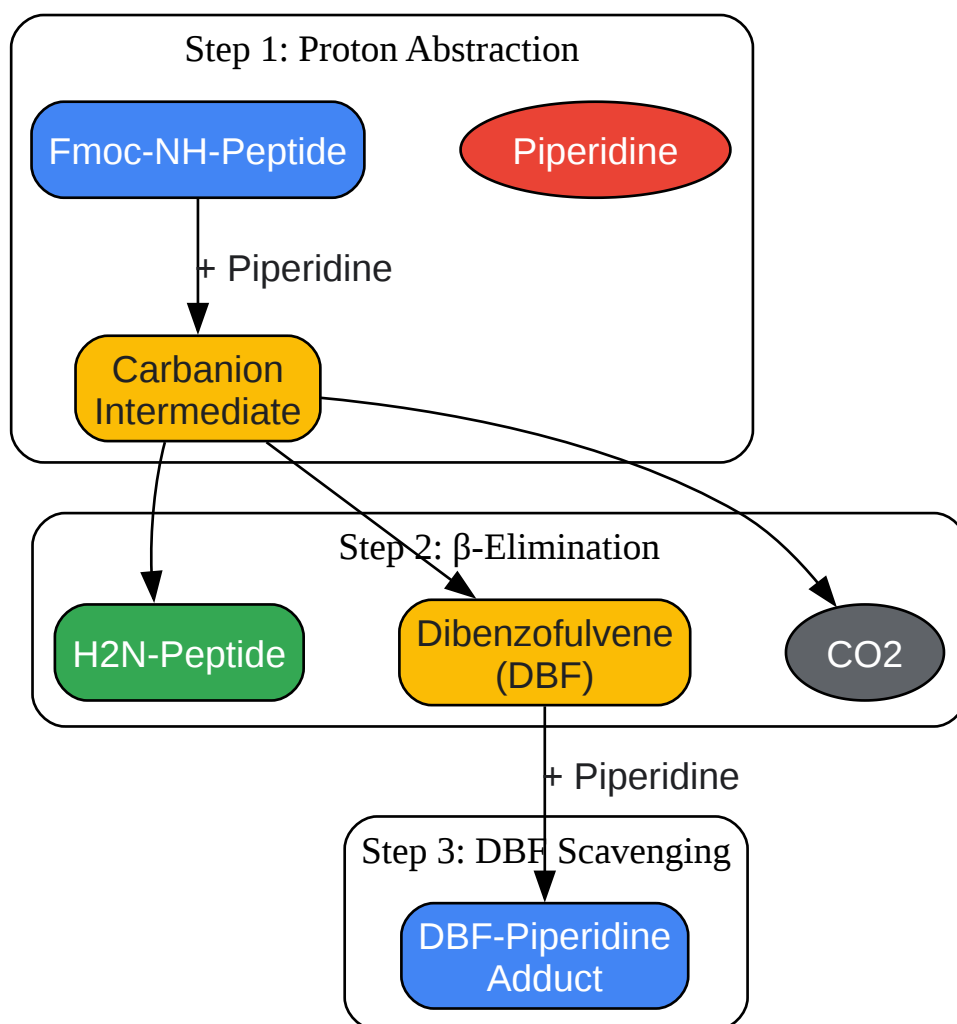 Step 1: Proton Abstraction
Fmoc-NH-Peptide
Piperidine
+ Piperidine
Carbanion
Intermediate
Step 2: β-Elimination
H2N-Peptide
Dibenzofulvene
(DBF)
CO2
+ Piperidine
Step 3: DBF Scavenging
DBF-Piperidine
Adduct